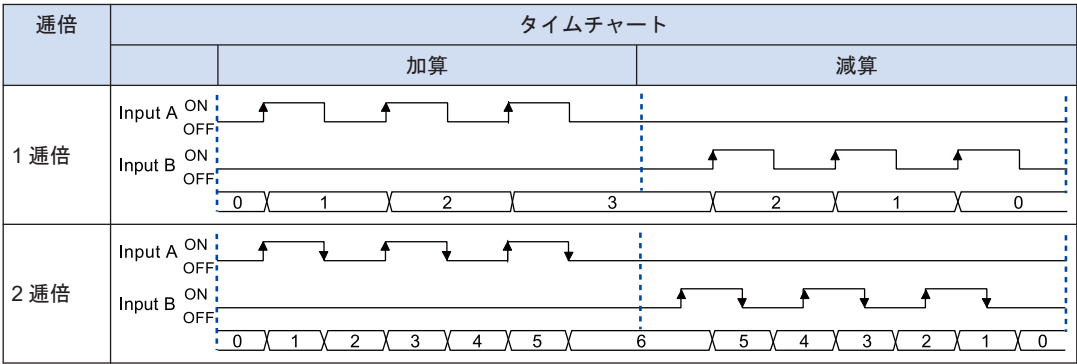 逓倍 タイムチャート
加算 減算
1 逓倍
Input A ON
OFF
Input B ON
OFF
0 1 2 3 2 1 0
2 逓倍
Input A ON
OFF
Input B ON
OFF
0 1 2 3 4 5 6 5 4 3 2 1 0